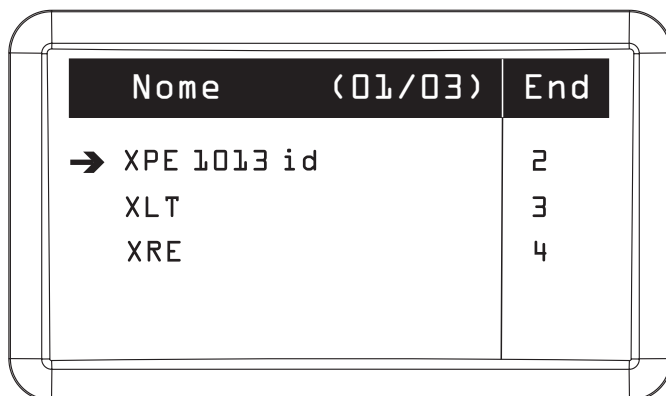 Nome (01/03) End
➔ XPE 1013 id 2
XLT 3
XRE 4